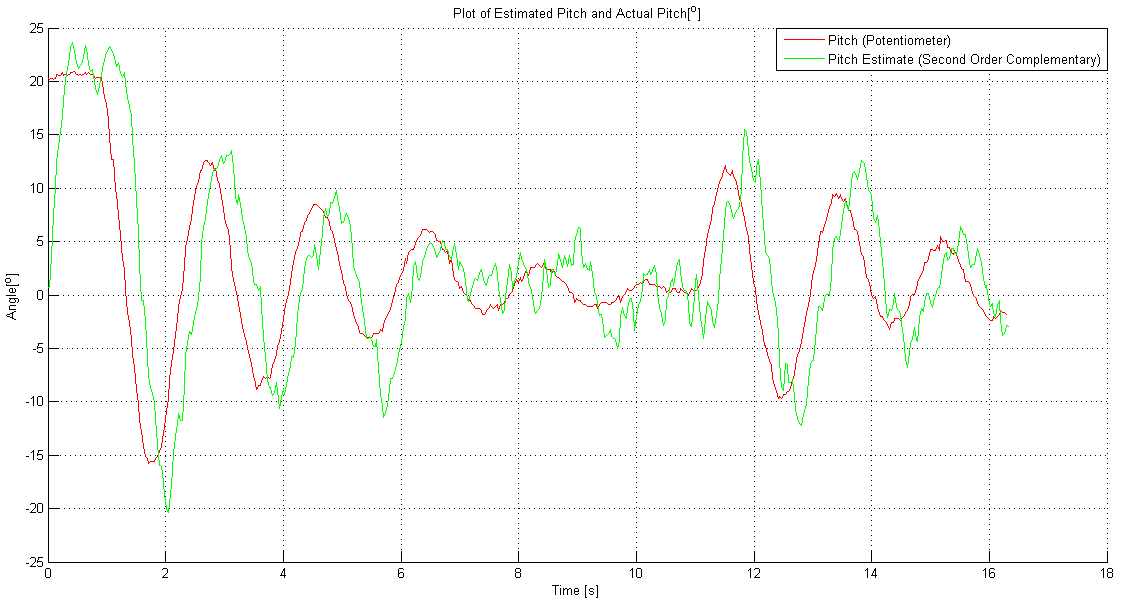 Plot of Estimated Pitch and Actual Pitch[º]
Pitch (Potentiometer)
Pitch Estimate (Second Order Complementary)
25
20
15
10
5
0
-5
-10
-15
-20
-25
Angle[º]
0 2 4 6 8 10 12 14 16 18
Time [s]